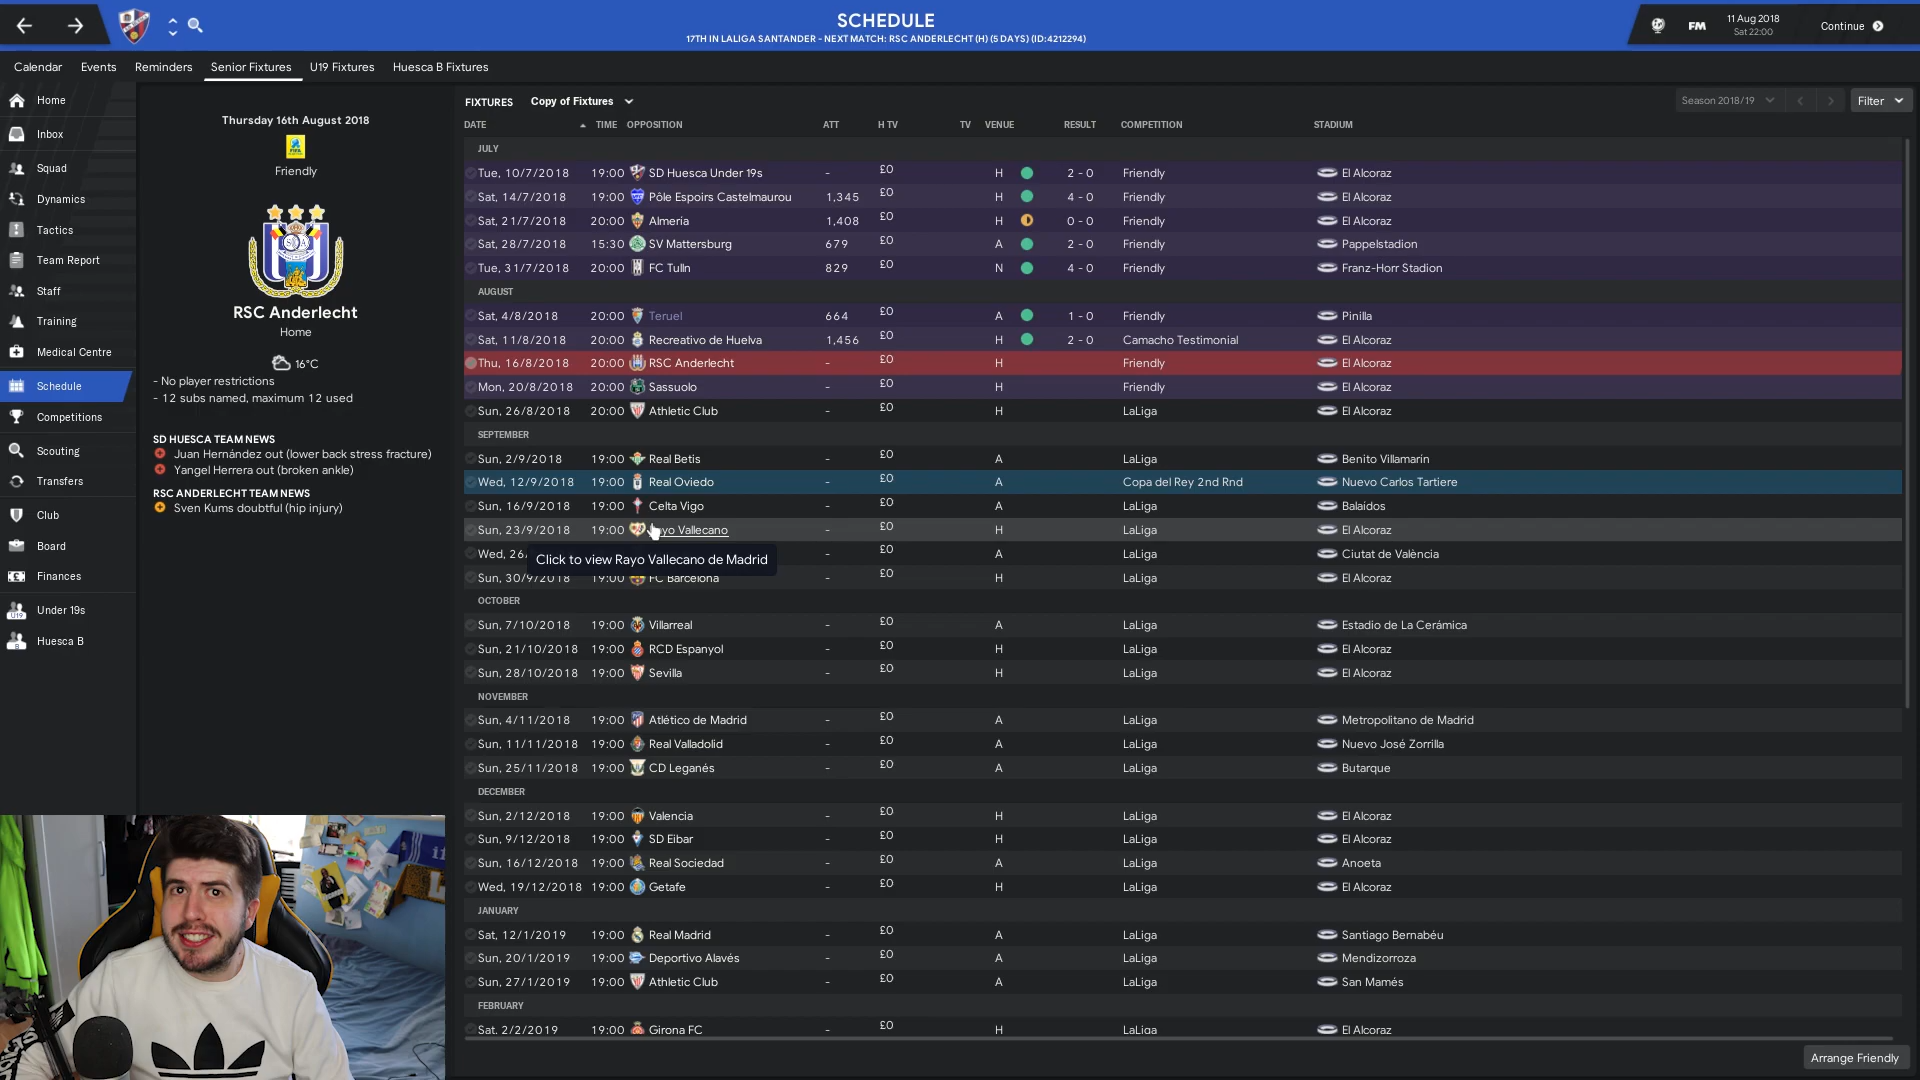 SCHEDULE
17TH IN LALIGA SANTANDER - NEXT MATCH: RSC ANDERLECHT (H) (5 DAYS) (ID:4212294)
FM
11 Aug 2018
Sat 22:00
Continue
Calendar Events Reminders Senior Fixtures U19 Fixtures Huesca B Fixtures
Home
Inbox
Squad
Dynamics
Tactics
Team Report
Staff
Training
Medical Centre
Schedule
Competitions
Scouting
Transfers
Club
Board
Finances
Under 19s
Huesca B
Thursday 16th August 2018
Friendly
RSC Anderlecht
Home
16°C
- No player restrictions
- 12 subs named, maximum 12 used
SD HUESCA TEAM NEWS
Juan Hernández out (lower back stress fracture)
Yangel Herrera out (broken ankle)
RSC ANDERLECHT TEAM NEWS
Sven Kums doubtful (hip injury)
FIXTURES Copy of Fixtures Season 2018/19 Filter
DATE TIME OPPOSITION ATT H TV TV VENUE RESULT COMPETITION STADIUM
JULY
Tue, 10/7/2018 19:00 SD Huesca Under 19s - £0 H 2 - 0 Friendly El Alcoraz
Sat, 14/7/2018 19:00 Pôle Espoirs Castelmaurou 1,345 £0 H 4 - 0 Friendly El Alcoraz
Sat, 21/7/2018 20:00 Almería 1,408 £0 H 0 - 0 Friendly El Alcoraz
Sat, 28/7/2018 15:30 SV Mattersburg 679 £0 A 2 - 0 Friendly Pappelstadion
Tue, 31/7/2018 20:00 FC Tulln 829 £0 N 4 - 0 Friendly Franz-Horr Stadion
AUGUST
Sat, 4/8/2018 20:00 Teruel 664 £0 A 1 - 0 Friendly Pinilla
Sat, 11/8/2018 20:00 Recreativo de Huelva 1,456 £0 H 2 - 0 Camacho Testimonial El Alcoraz
Thu, 16/8/2018 20:00 RSC Anderlecht - £0 H Friendly El Alcoraz
Mon, 20/8/2018 20:00 Sassuolo - £0 H Friendly El Alcoraz
Sun, 26/8/2018 20:00 Athletic Club - £0 H LaLiga El Alcoraz
SEPTEMBER
Sun, 2/9/2018 19:00 Real Betis - £0 A LaLiga Benito Villamarín
Wed, 12/9/2018 19:00 Real Oviedo - £0 A Copa del Rey 2nd Rnd Nuevo Carlos Tartiere
Sun, 16/9/2018 19:00 Celta Vigo - £0 A LaLiga Balaidos
Sun, 23/9/2018 19:00 yo Vallecano - £0 H LaLiga El Alcoraz
Wed, 26 - £0 A LaLiga Ciutat de València
Click to view Rayo Vallecano de Madrid
Sun, 30/9/2018 19:00 FC Barcelona - £0 H LaLiga El Alcoraz
OCTOBER
Sun, 7/10/2018 19:00 Villarreal - £0 A LaLiga Estadio de La Cerámica
Sun, 21/10/2018 19:00 RCD Espanyol - £0 H LaLiga El Alcoraz
Sun, 28/10/2018 19:00 Sevilla - £0 H LaLiga El Alcoraz
NOVEMBER
Sun, 4/11/2018 19:00 Atlético de Madrid - £0 A LaLiga Metropolitano de Madrid
Sun, 11/11/2018 19:00 Real Valladolid - £0 A LaLiga Nuevo José Zorrilla
Sun, 25/11/2018 19:00 CD Leganés - £0 A LaLiga Butarque
DECEMBER
Sun, 2/12/2018 19:00 Valencia - £0 H LaLiga El Alcoraz
Sun, 9/12/2018 19:00 SD Eibar - £0 H LaLiga El Alcoraz
Sun, 16/12/2018 19:00 Real Sociedad - £0 A LaLiga Anoeta
Wed, 19/12/2018 19:00 Getafe - £0 H LaLiga El Alcoraz
JANUARY
Sat, 12/1/2019 19:00 Real Madrid - £0 A LaLiga Santiago Bernabéu
Sun, 20/1/2019 19:00 Deportivo Alavés - £0 A LaLiga Mendizorroza
Sun, 27/1/2019 19:00 Athletic Club - £0 A LaLiga San Mamés
FEBRUARY
Sat, 2/2/2019 19:00 Girona FC - £0 H LaLiga El Alcoraz
Arrange Friendly